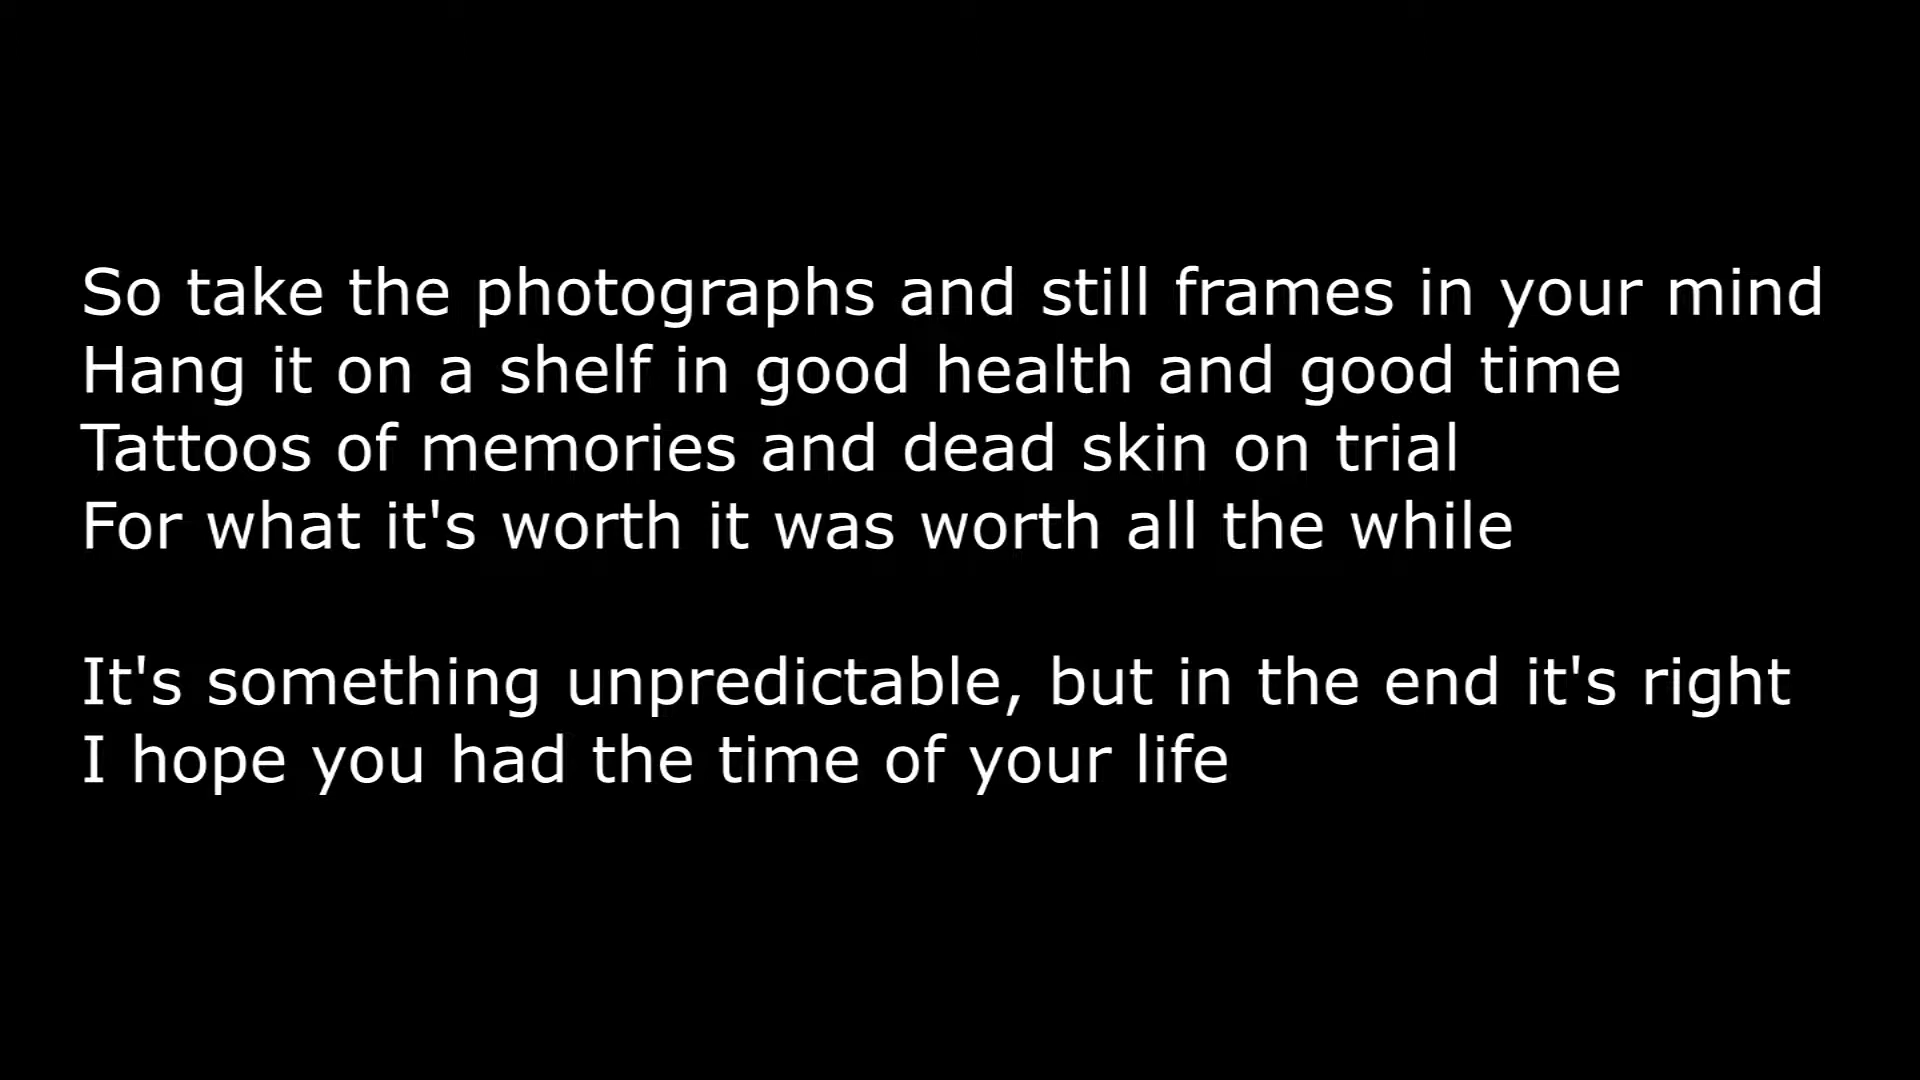 So take the photographs and still frames in your mind
Hang it on a shelf in good health and good time
Tattoos of memories and dead skin on trial
For what it's worth it was worth all the while
It's something unpredictable, but in the end it's right
I hope you had the time of your life